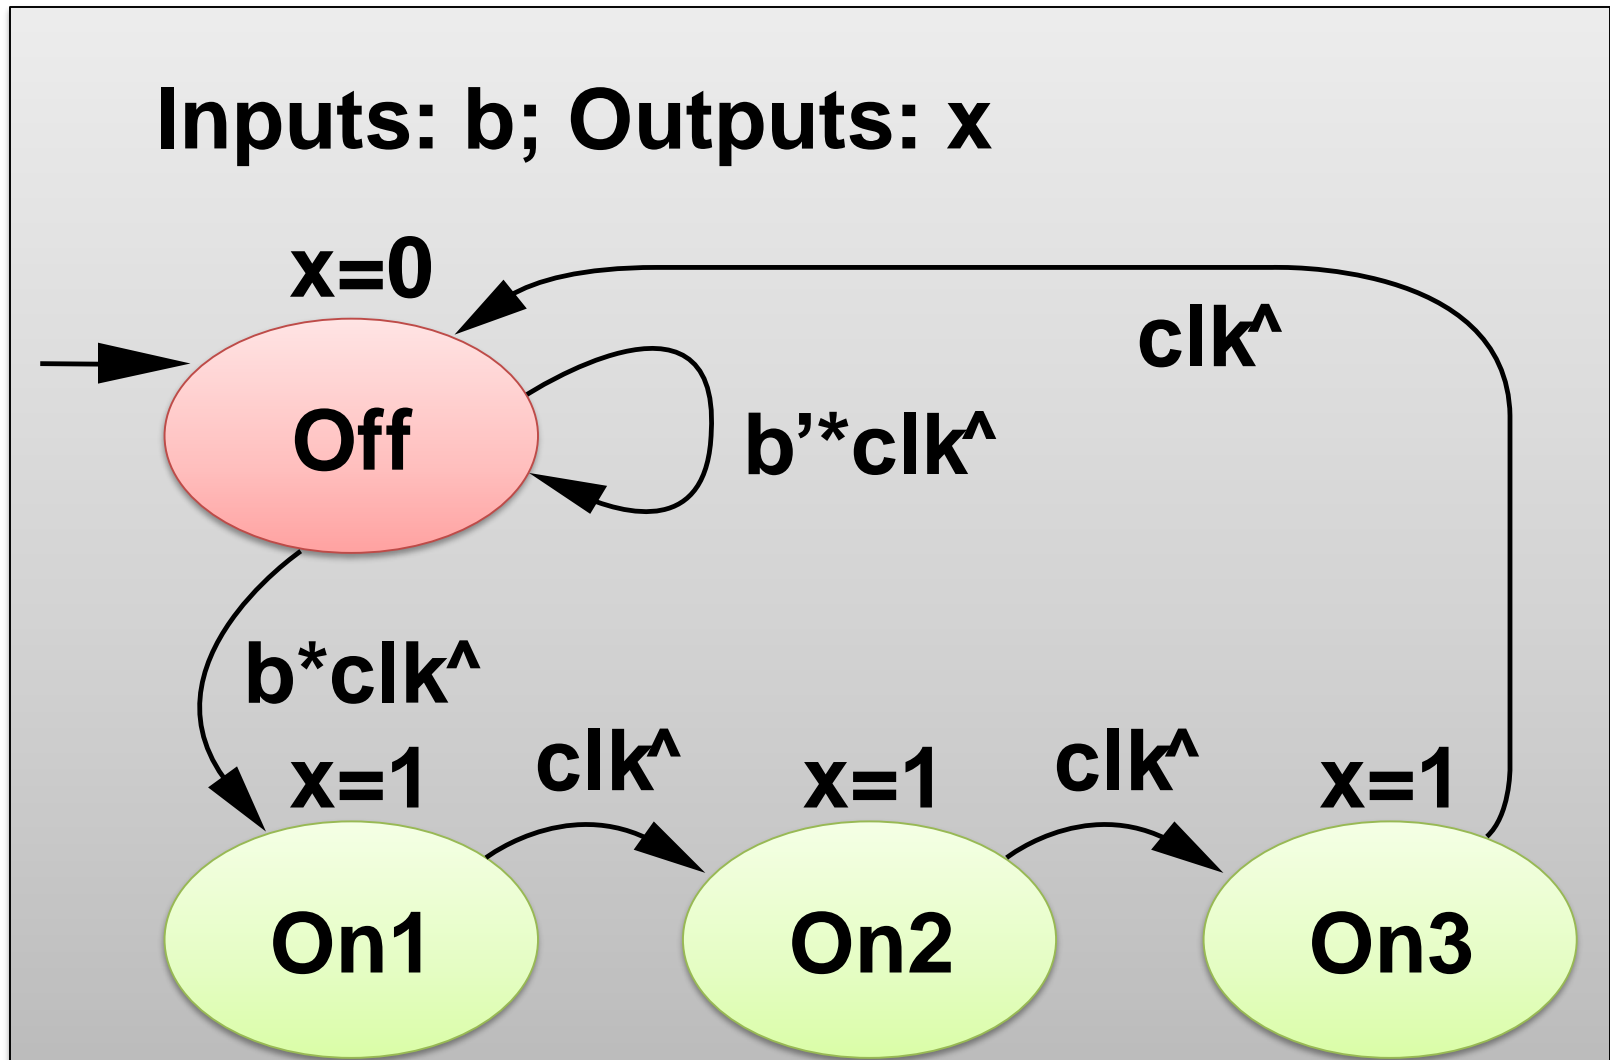 Inputs: b; Outputs: x
x=0
clk^
Off
b’*clk^
b*clk^
x=1
clk^
x=1
clk^
x=1
On1
On2
On3